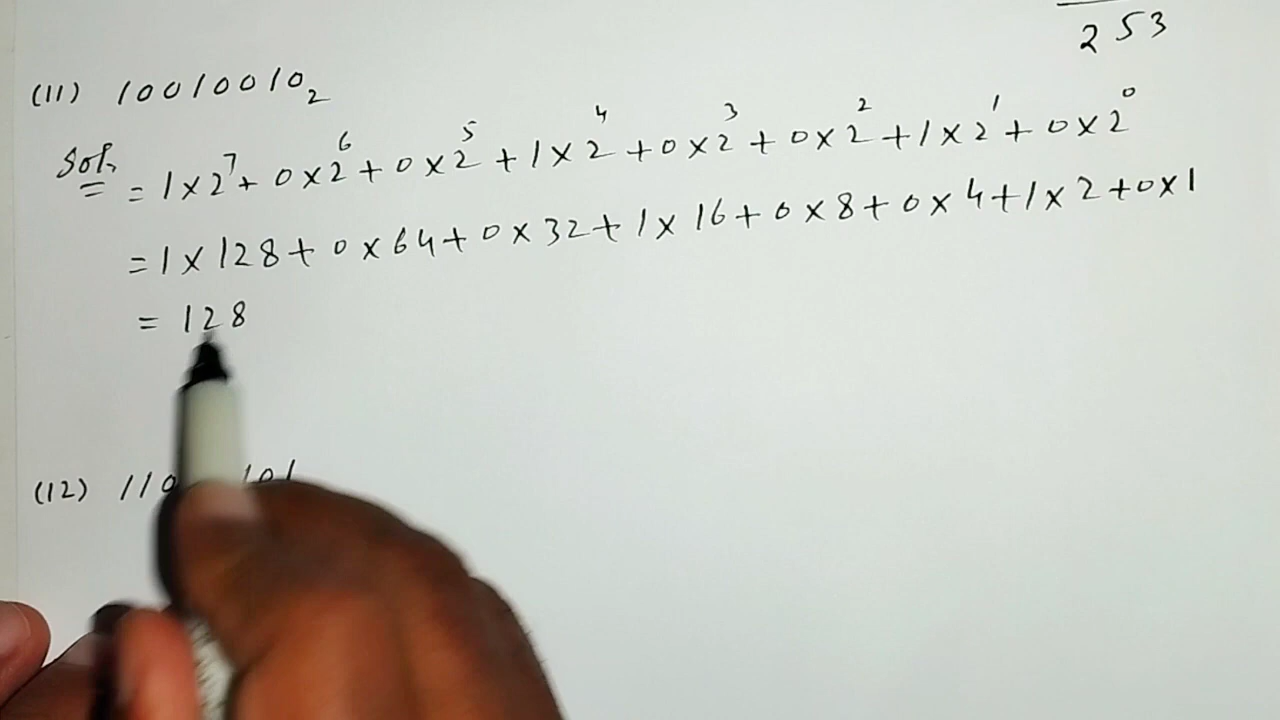 253
(11) 10010010₂
Sol.
= 1×2⁷+ 0×2⁶+0×2⁵+1×2⁴+0×2³+0×2²+1×2¹+0×2⁰
=1×128+0×64+0×32+1×16+0×8+0×4+1×2+0×1
= 128
(12) 110 101